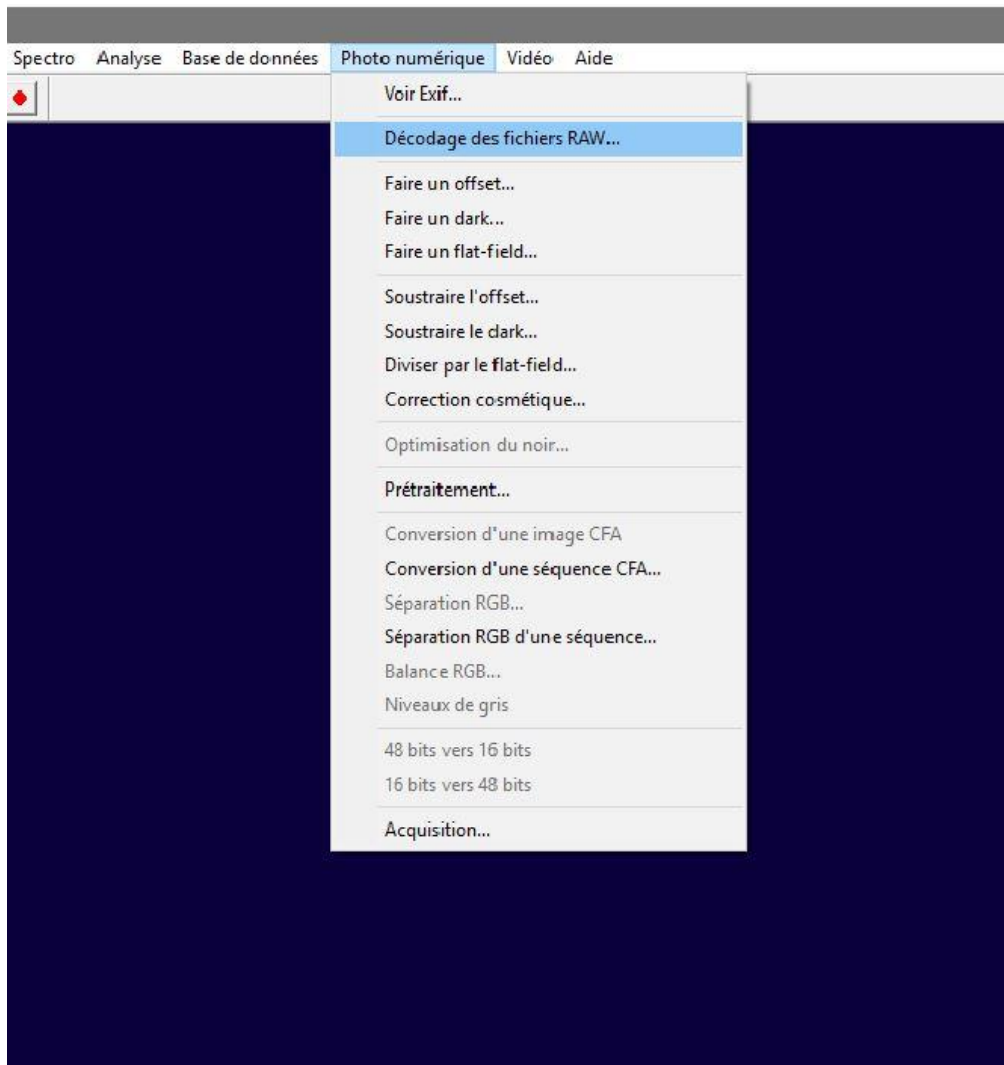 Spectro Analyse Base de données Photo numérique Vidéo Aide
Voir Exif...
Décodage des fichiers RAW...
Faire un offset...
Faire un dark...
Faire un flat-field...
Soustraire l'offset...
Soustraire le dark...
Diviser par le flat-field...
Correction cosmétique...
Optimisation du noir...
Prétraitement...
Conversion d'une image CFA
Conversion d'une séquence CFA...
Séparation RGB...
Séparation RGB d'une séquence...
Balance RGB...
Niveaux de gris
48 bits vers 16 bits
16 bits vers 48 bits
Acquisition...